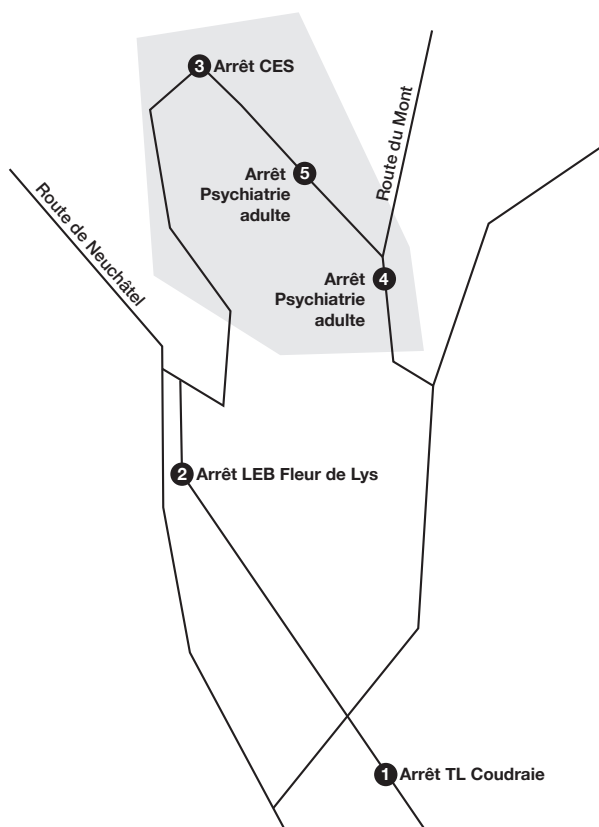 3 Arrêt CES
Route du Mont
5
Arrêt
Psychiatrie
adulte
Route de Neuchâtel
4
Arrêt
Psychiatrie
adulte
2 Arrêt LEB Fleur de Lys
1 Arrêt TL Coudraie